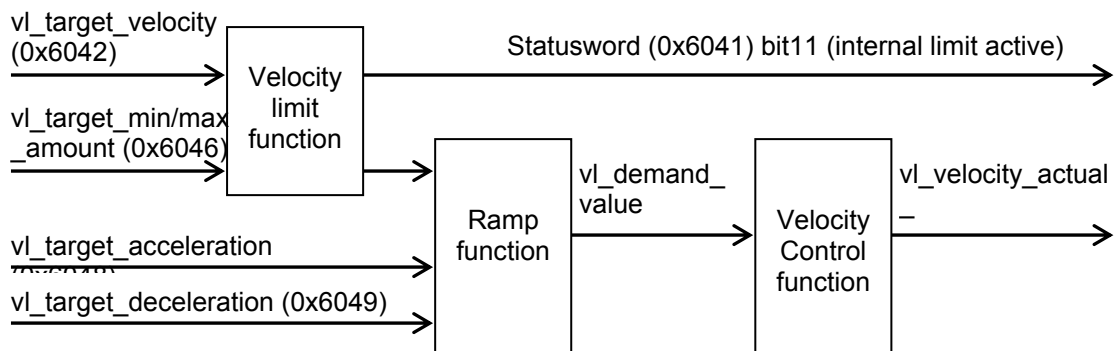 vl_target_velocity
(0x6042)
Statusword (0x6041) bit11 (internal limit active)
Velocity
limit
function
vl_target_min/max
_amount (0x6046)
vl_demand_
value
vl_velocity_actual
_
Ramp
function
Velocity
Control
function
vl_target_acceleration
vl_target_deceleration (0x6049)